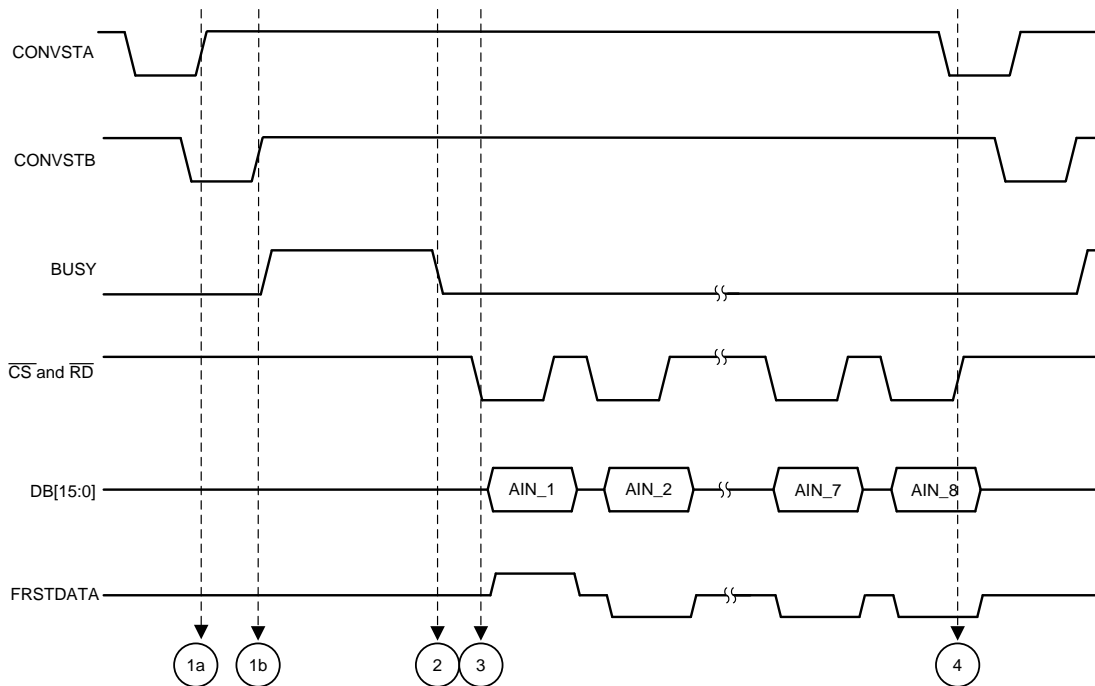 CONVSTA
CONVSTB
BUSY
CS and RD
DB[15:0]
AIN_1
AIN_2
AIN_7
AIN_8
FRSTDATA
1a
1b
2
3
4